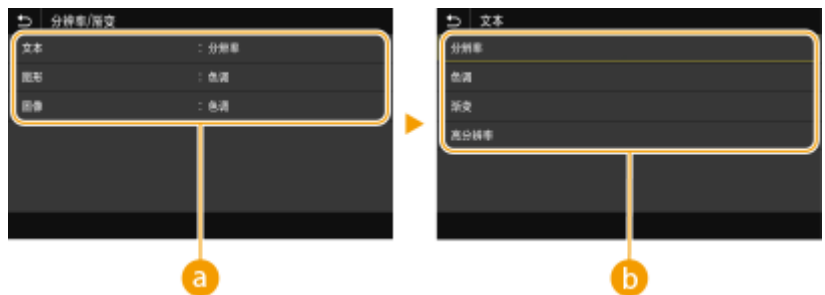 分辨率/渐变
文本 : 分辨率
图形 : 色调
图像 : 色调
a
文本
分辨率
色调
渐变
高分辨率
b